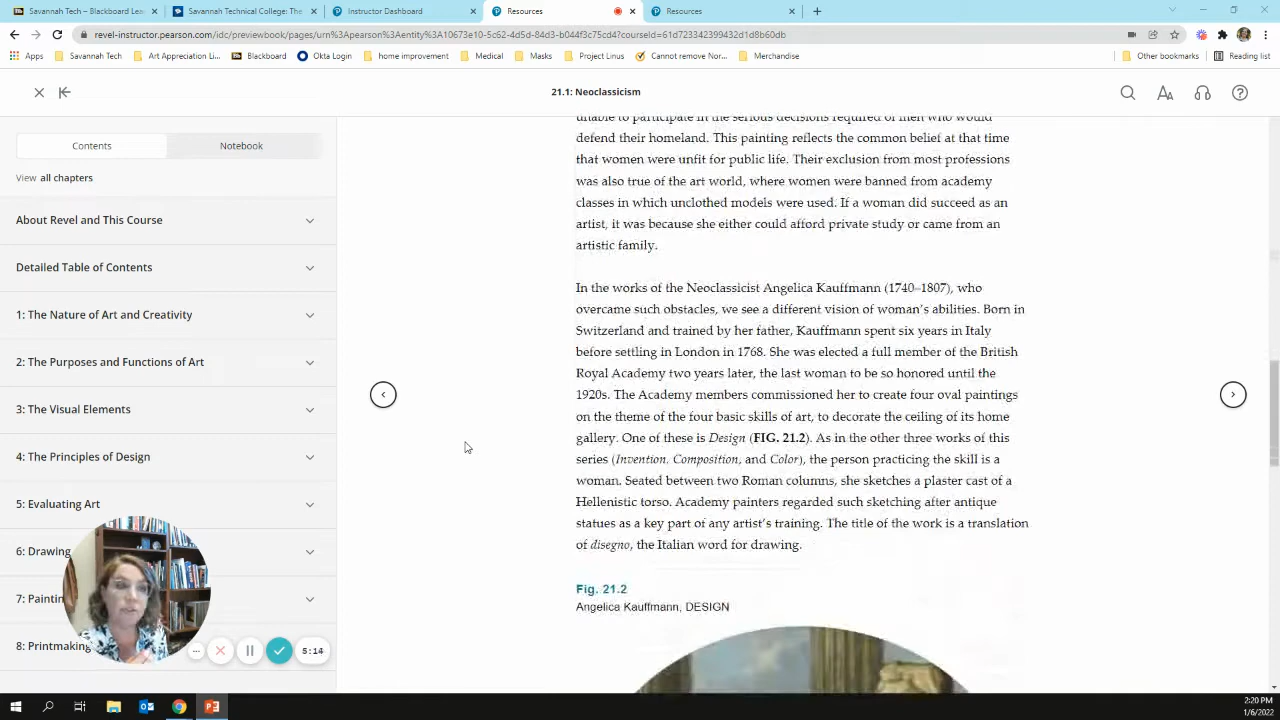 Savannah Tech – Blackboard Lea
Savannah Technical College: The
Instructor Dashboard
Resources
Resources
revel-instructor.pearson.com/idc/previewbook/pages/urn%3Apearson%3Aentity%3A10673e10-5c62-4d5d-84d3-b044f3c75cd4?courseId=61d723342399432d1d8b60db
Apps
Savannah Tech
Art Appreciation Li...
Blackboard
Okta Login
home improvement
Medical
Masks
Project Linus
Cannot remove Nor...
Merchandise
Other bookmarks
Reading list
21.1: Neoclassicism
Contents
Notebook
View all chapters
About Revel and This Course
Detailed Table of Contents
1: The Nature of Art and Creativity
2: The Purposes and Functions of Art
3: The Visual Elements
4: The Principles of Design
5: Evaluating Art
6: Drawing
7: Paintin
8: Printmaking
5:14
unable to participate in the serious decisions required of men who would
defend their homeland. This painting reflects the common belief at that time
that women were unfit for public life. Their exclusion from most professions
was also true of the art world, where women were banned from academy
classes in which unclothed models were used. If a woman did succeed as an
artist, it was because she either could afford private study or came from an
artistic family.
In the works of the Neoclassicist Angelica Kauffmann (1740–1807), who
overcame such obstacles, we see a different vision of woman's abilities. Born in
Switzerland and trained by her father, Kauffmann spent six years in Italy
before settling in London in 1768. She was elected a full member of the British
Royal Academy two years later, the last woman to be so honored until the
1920s. The Academy members commissioned her to create four oval paintings
on the theme of the four basic skills of art, to decorate the ceiling of its home
gallery. One of these is Design (FIG. 21.2). As in the other three works of this
series (Invention, Composition, and Color), the person practicing the skill is a
woman. Seated between two Roman columns, she sketches a plaster cast of a
Hellenistic torso. Academy painters regarded such sketching after antique
statues as a key part of any artist's training. The title of the work is a translation
of disegno, the Italian word for drawing.
Fig. 21.2
Angelica Kauffmann, DESIGN
2:20 PM
1/6/2022